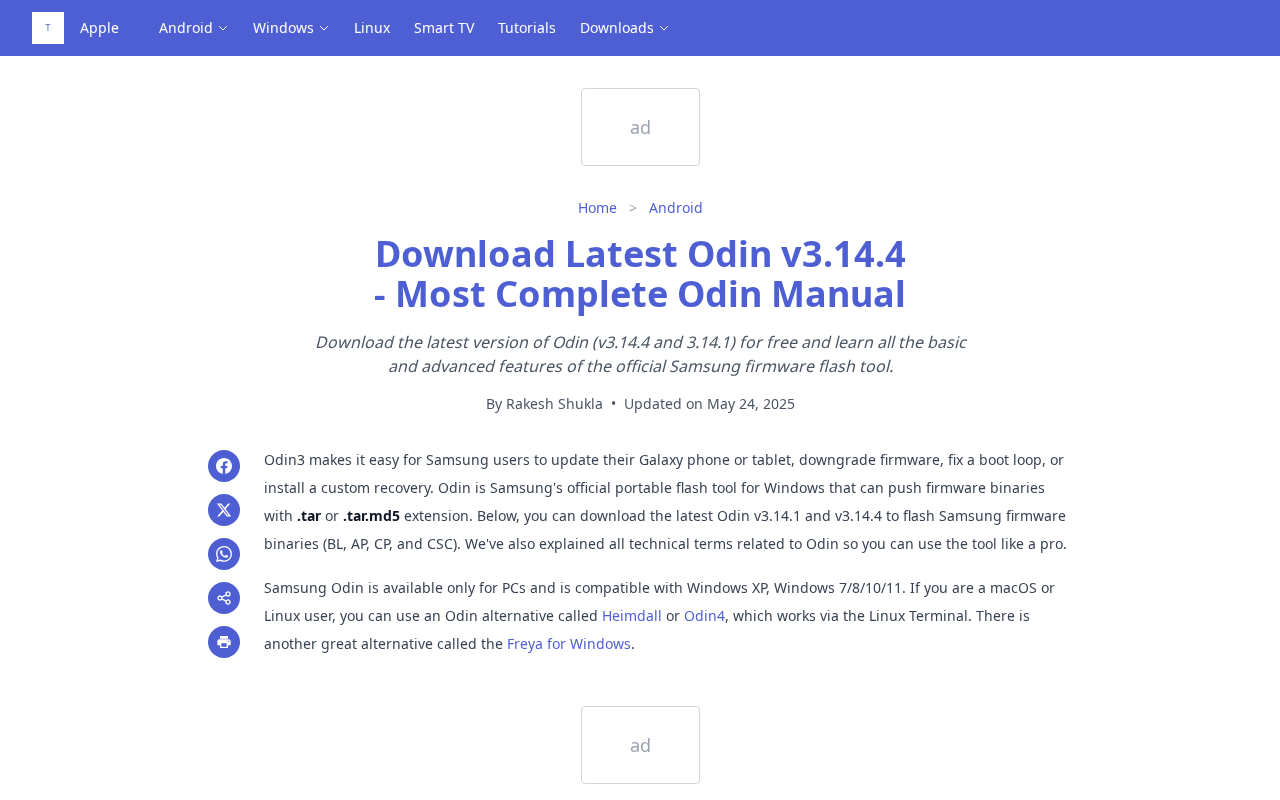 T Apple Android Windows Linux Smart TV Tutorials Downloads
ad
Home > Android
Download Latest Odin v3.14.4
- Most Complete Odin Manual
Download the latest version of Odin (v3.14.4 and 3.14.1) for free and learn all the basic
and advanced features of the official Samsung firmware flash tool.
By Rakesh Shukla • Updated on May 24, 2025
Odin3 makes it easy for Samsung users to update their Galaxy phone or tablet, downgrade firmware, fix a boot loop, or
install a custom recovery. Odin is Samsung's official portable flash tool for Windows that can push firmware binaries
with .tar or .tar.md5 extension. Below, you can download the latest Odin v3.14.1 and v3.14.4 to flash Samsung firmware
binaries (BL, AP, CP, and CSC). We've also explained all technical terms related to Odin so you can use the tool like a pro.
Samsung Odin is available only for PCs and is compatible with Windows XP, Windows 7/8/10/11. If you are a macOS or
Linux user, you can use an Odin alternative called Heimdall or Odin4, which works via the Linux Terminal. There is
another great alternative called the Freya for Windows.
ad